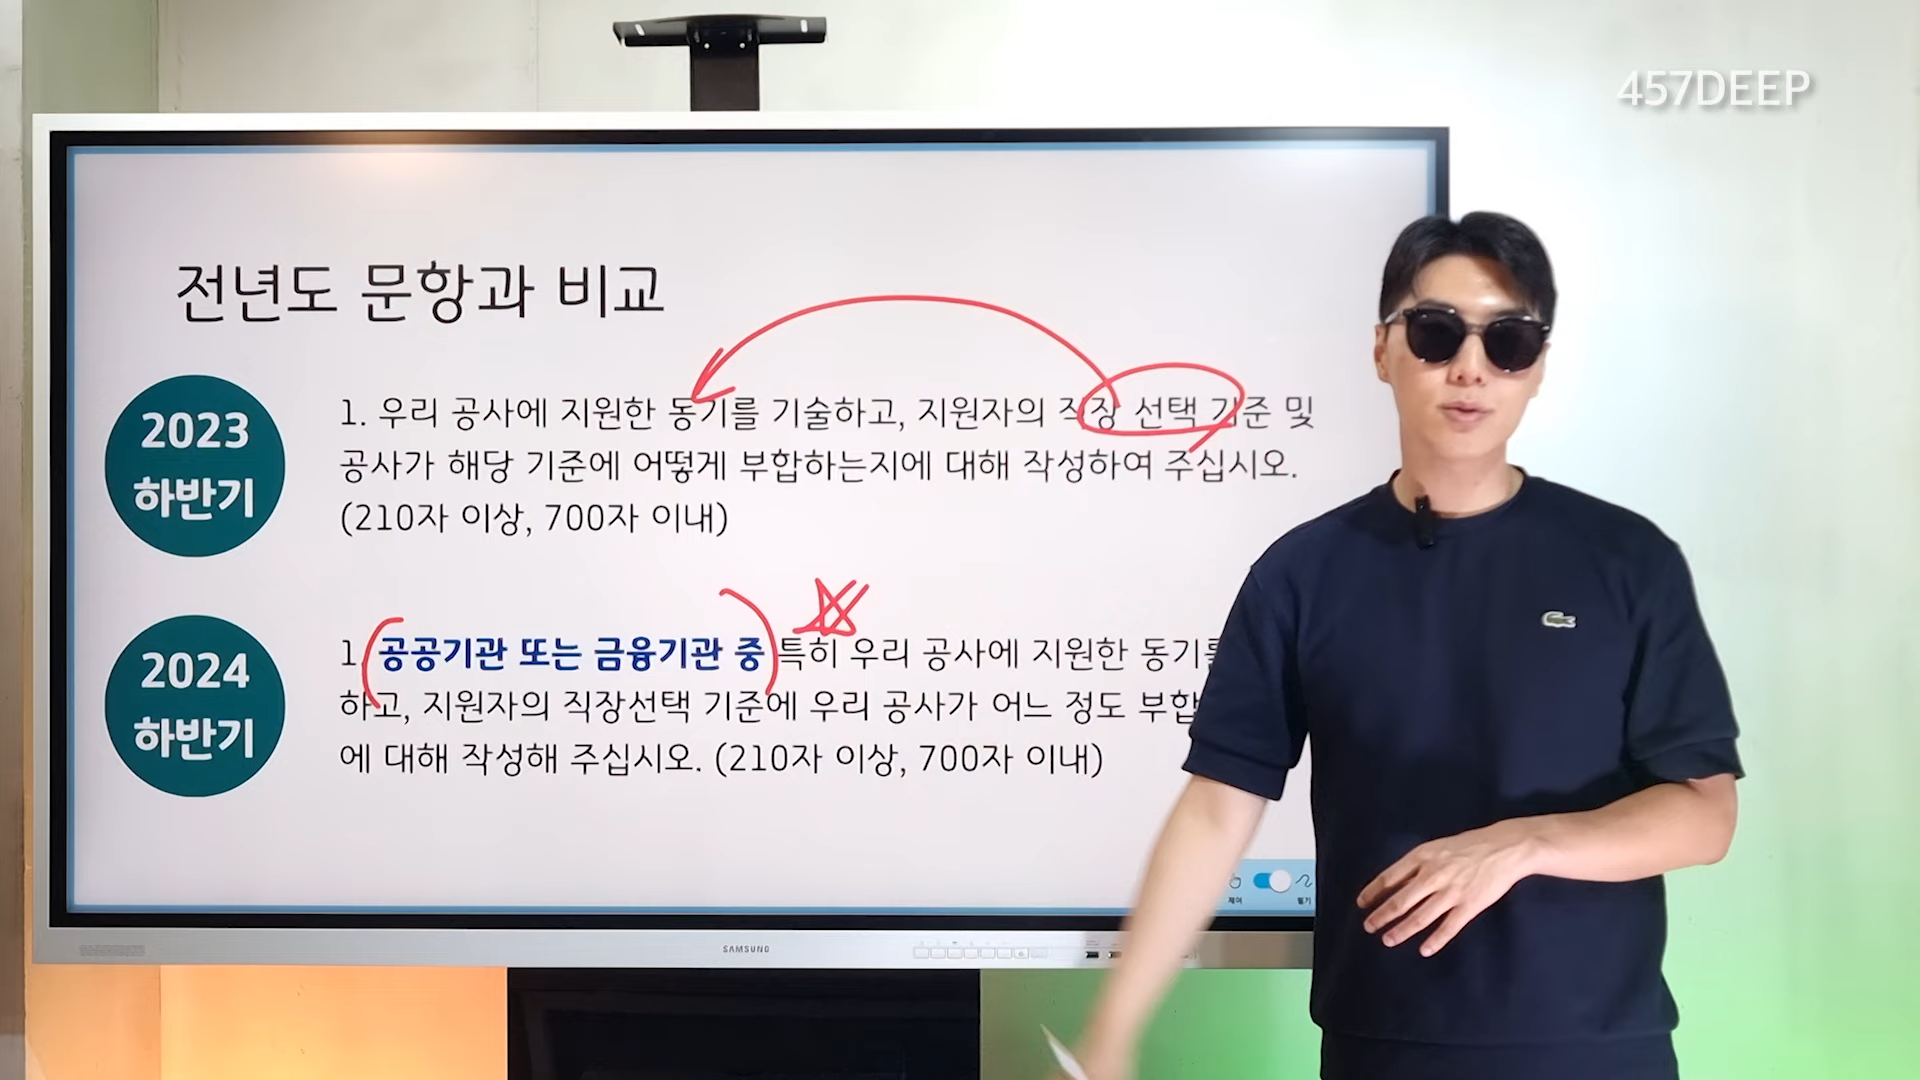 457DEEP
전년도 문항과 비교
2023
하반기
1. 우리 공사에 지원한 동기를 기술하고, 지원자의 직장 선택 기준 및
공사가 해당 기준에 어떻게 부합하는지에 대해 작성하여 주십시오.
(210자 이상, 700자 이내)
2024
하반기
1. 공공기관 또는 금융기관 중 특히 우리 공사에 지원한 동기를
하고, 지원자의 직장선택 기준에 우리 공사가 어느 정도 부합
에 대해 작성해 주십시오. (210자 이상, 700자 이내)
제어
필기
SAMSUNG